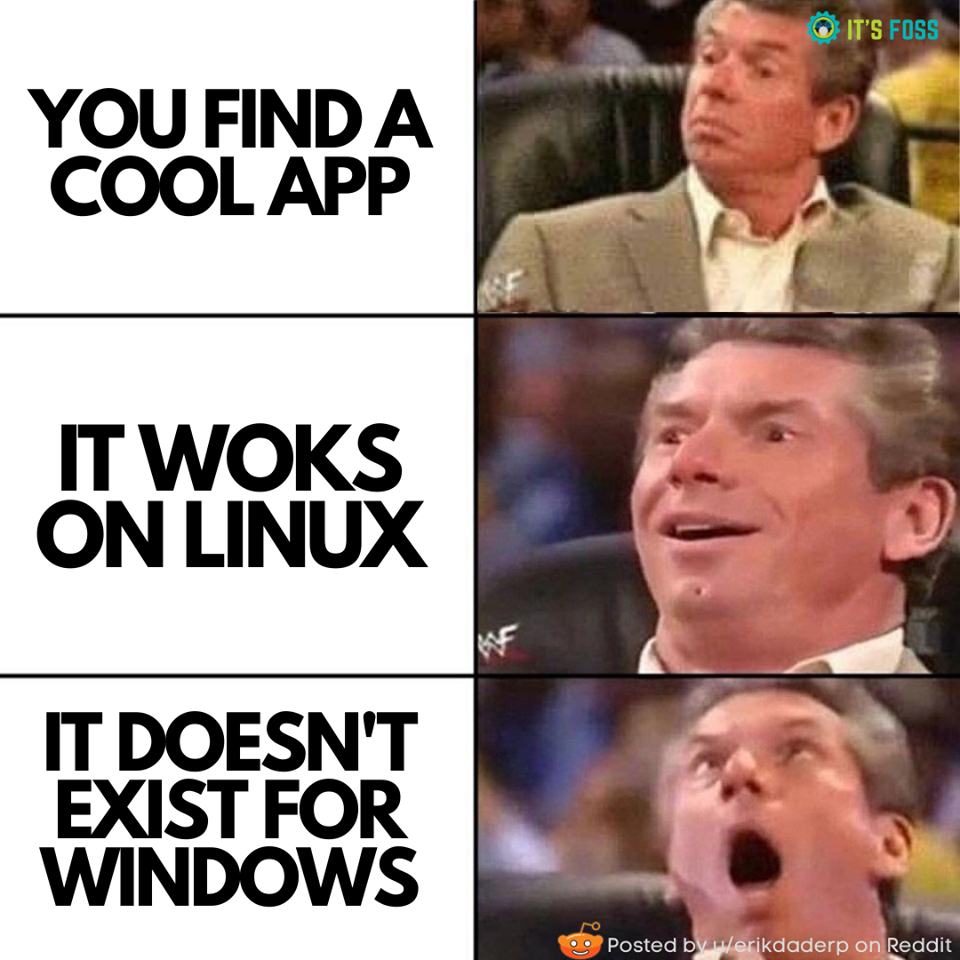 IT'S FOSS
YOU FIND A
COOL APP
IT WOKS
ON LINUX
IT DOESN'T
EXIST FOR
WINDOWS
Posted by u/erikdaderp on Reddit